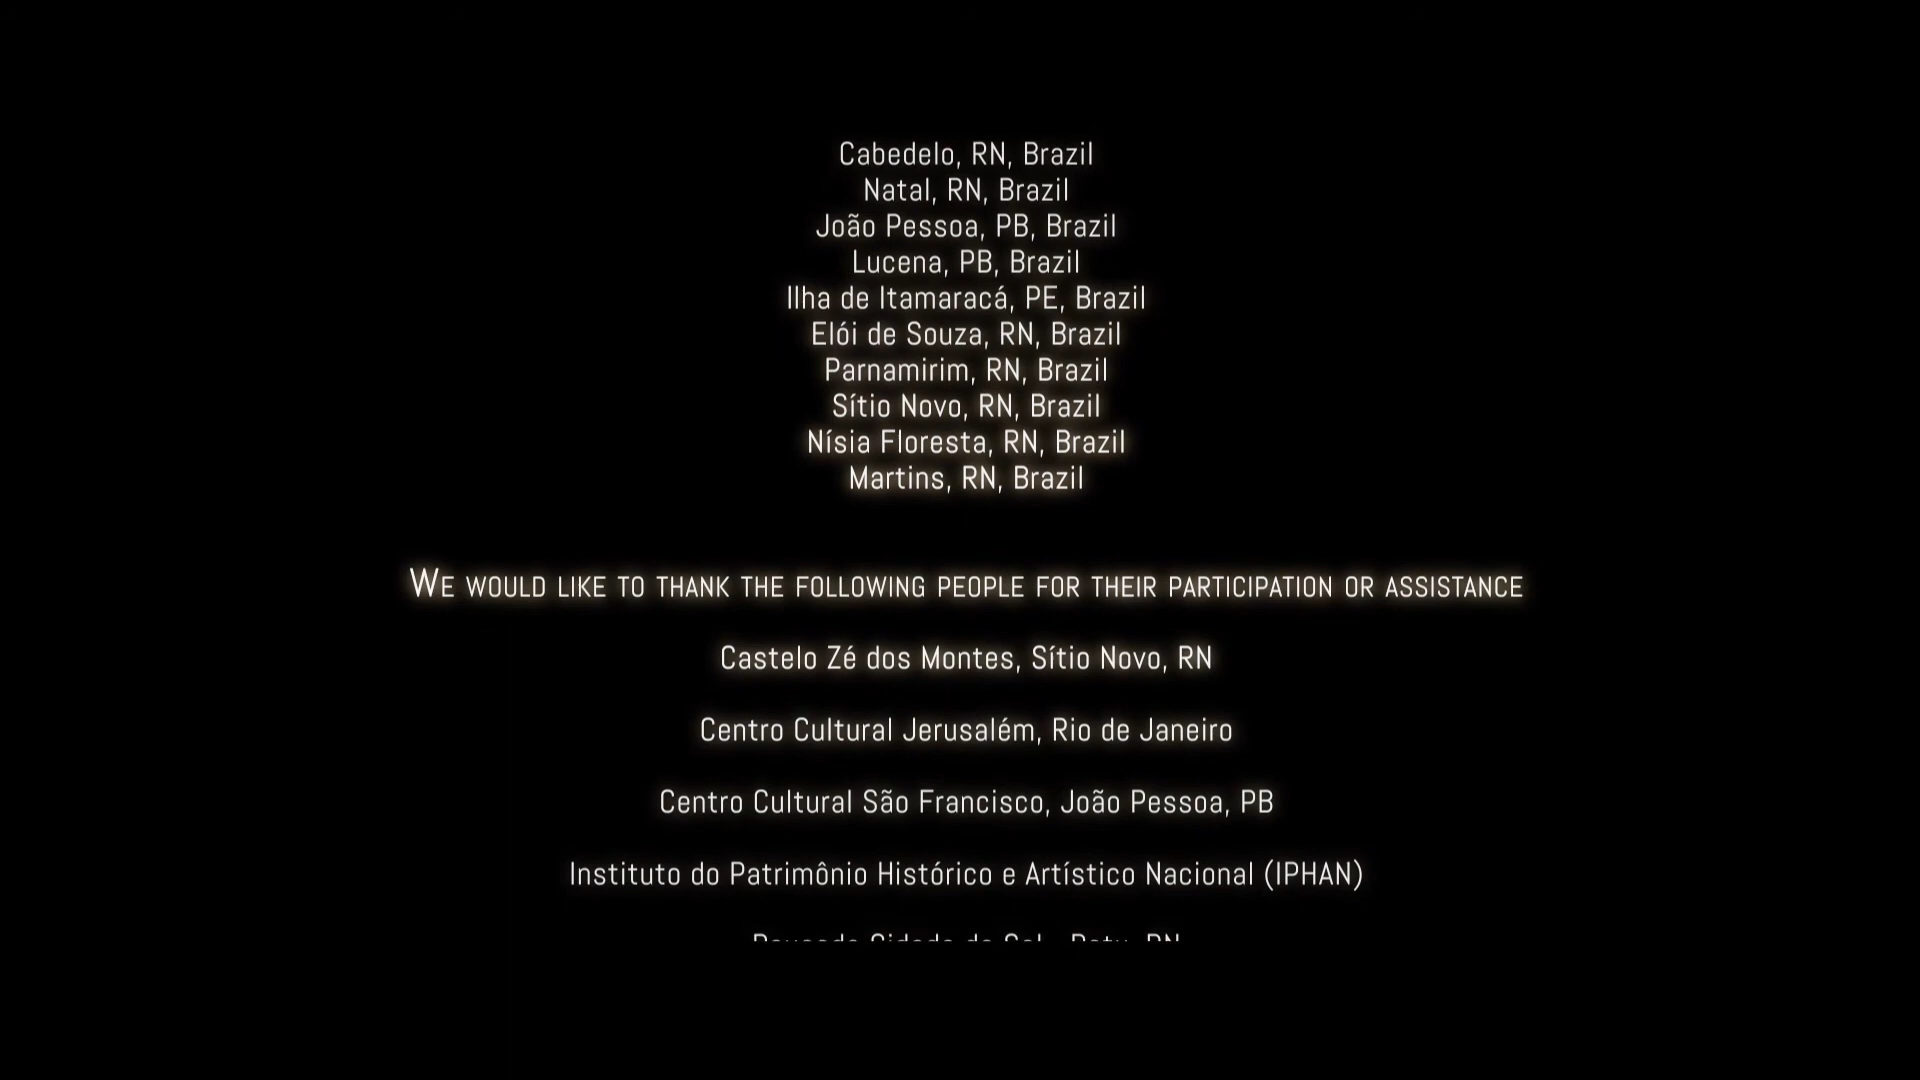 Cabedelo, RN, Brazil
Natal, RN, Brazil
João Pessoa, PB, Brazil
Lucena, PB, Brazil
Ilha de Itamaracá, PE, Brazil
Elói de Souza, RN, Brazil
Parnamirim, RN, Brazil
Sítio Novo, RN, Brazil
Nísia Floresta, RN, Brazil
Martins, RN, Brazil
We would like to thank the following people for their participation or assistance
Castelo Zé dos Montes, Sítio Novo, RN
Centro Cultural Jerusalém, Rio de Janeiro
Centro Cultural São Francisco, João Pessoa, PB
Instituto do Patrimônio Histórico e Artístico Nacional (IPHAN)